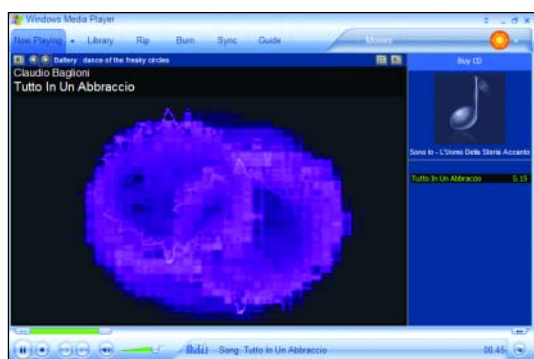 Windows Media Player
Now Playing Library Rip Burn Sync Guide Movies
Battery : dance of the freaky circles
Buy CD
Claudio Baglioni
Tutto In Un Abbraccio
Sono Io - L'Uomo Della Storia Accanto
Tutto In Un Abbraccio 5:15
Song: Tutto In Un Abbraccio 00:45